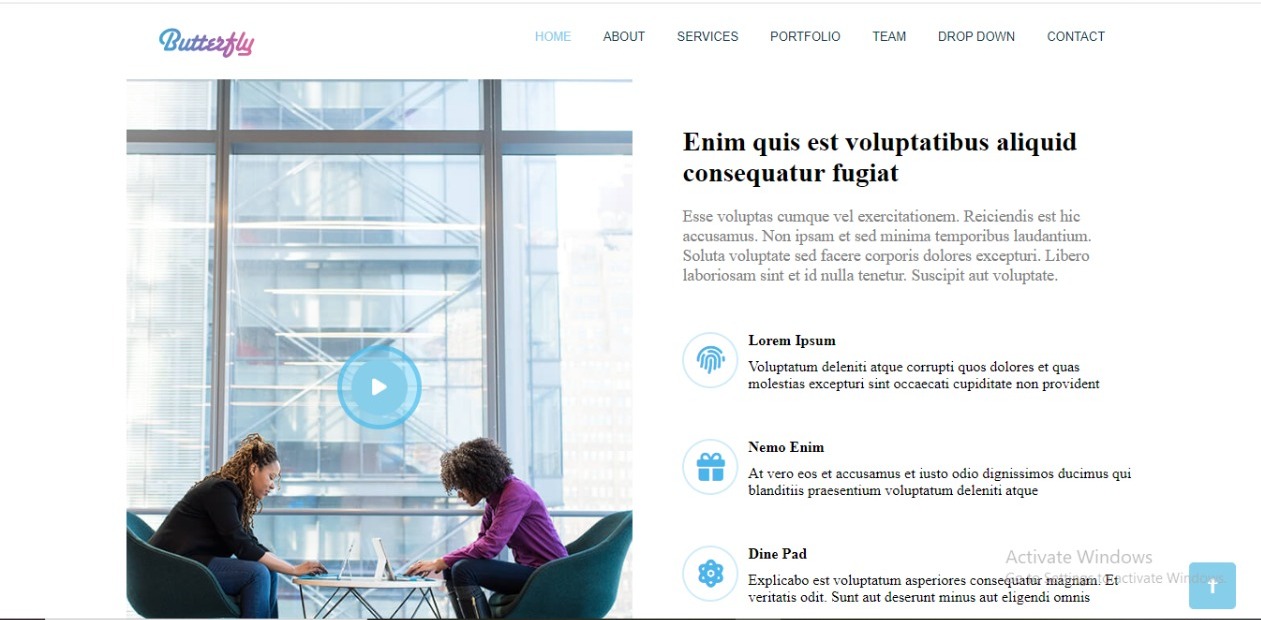 Butterfly
HOME ABOUT SERVICES PORTFOLIO TEAM DROP DOWN CONTACT
Enim quis est voluptatibus aliquid
consequatur fugiat
Esse voluptas cumque vel exercitationem. Reiciendis est hic
accusamus. Non ipsam et sed minima temporibus laudantium.
Soluta voluptate sed facere corporis dolores excepturi. Libero
laboriosam sint et id nulla tenetur. Suscipit aut voluptate.
Lorem Ipsum
Voluptatum deleniti atque corrupti quos dolores et quas
molestias excepturi sint occaecati cupiditate non provident
Nemo Enim
At vero eos et accusamus et iusto odio dignissimos ducimus qui
blanditiis praesentium voluptatum deleniti atque
Dine Pad
Explicabo est voluptatum asperiores consequatur magnam. Et
veritatis odit. Sunt aut deserunt minus aut eligendi omnis
Activate Windows
Go to Settings to activate Windows.